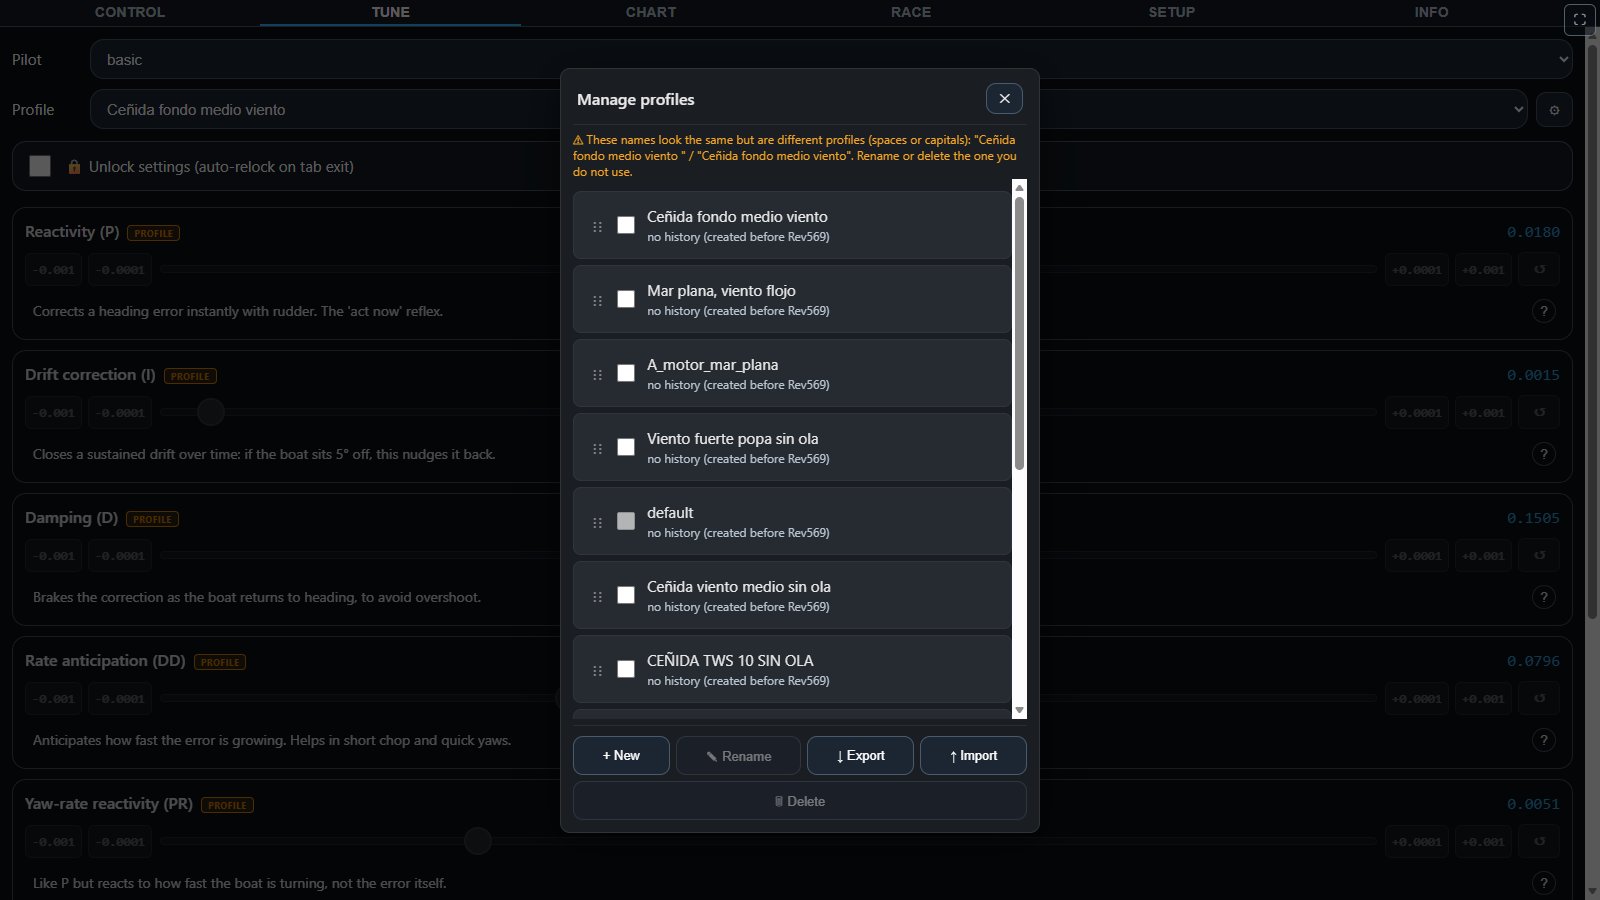 CONTROL TUNE CHART RACE SETUP INFO
Pilot basic
Profile Ceñida fondo medio viento
🔒 Unlock settings (auto-relock on tab exit)
Reactivity (P) PROFILE 0.0180
-0.001 -0.0001 +0.0001 +0.001 ↺
Corrects a heading error instantly with rudder. The 'act now' reflex. ?
Drift correction (I) PROFILE 0.0015
-0.001 -0.0001 +0.0001 +0.001 ↺
Closes a sustained drift over time: if the boat sits 5° off, this nudges it back. ?
Damping (D) PROFILE 0.1505
-0.001 -0.0001 +0.0001 +0.001 ↺
Brakes the correction as the boat returns to heading, to avoid overshoot. ?
Rate anticipation (DD) PROFILE 0.0796
-0.001 -0.0001 +0.0001 +0.001 ↺
Anticipates how fast the error is growing. Helps in short chop and quick yaws. ?
Yaw-rate reactivity (PR) PROFILE 0.0051
-0.001 -0.0001 +0.0001 +0.001 ↺
Like P but reacts to how fast the boat is turning, not the error itself. ?
Manage profiles ✕
⚠ These names look the same but are different profiles (spaces or capitals): "Ceñida
fondo medio viento " / "Ceñida fondo medio viento". Rename or delete the one you
do not use.
Ceñida fondo medio viento
no history (created before Rev569)
Mar plana, viento flojo
no history (created before Rev569)
A_motor_mar_plana
no history (created before Rev569)
Viento fuerte popa sin ola
no history (created before Rev569)
default
no history (created before Rev569)
Ceñida viento medio sin ola
no history (created before Rev569)
CEÑIDA TWS 10 SIN OLA
no history (created before Rev569)
+ New ✎ Rename ↓ Export ↑ Import
🗑 Delete